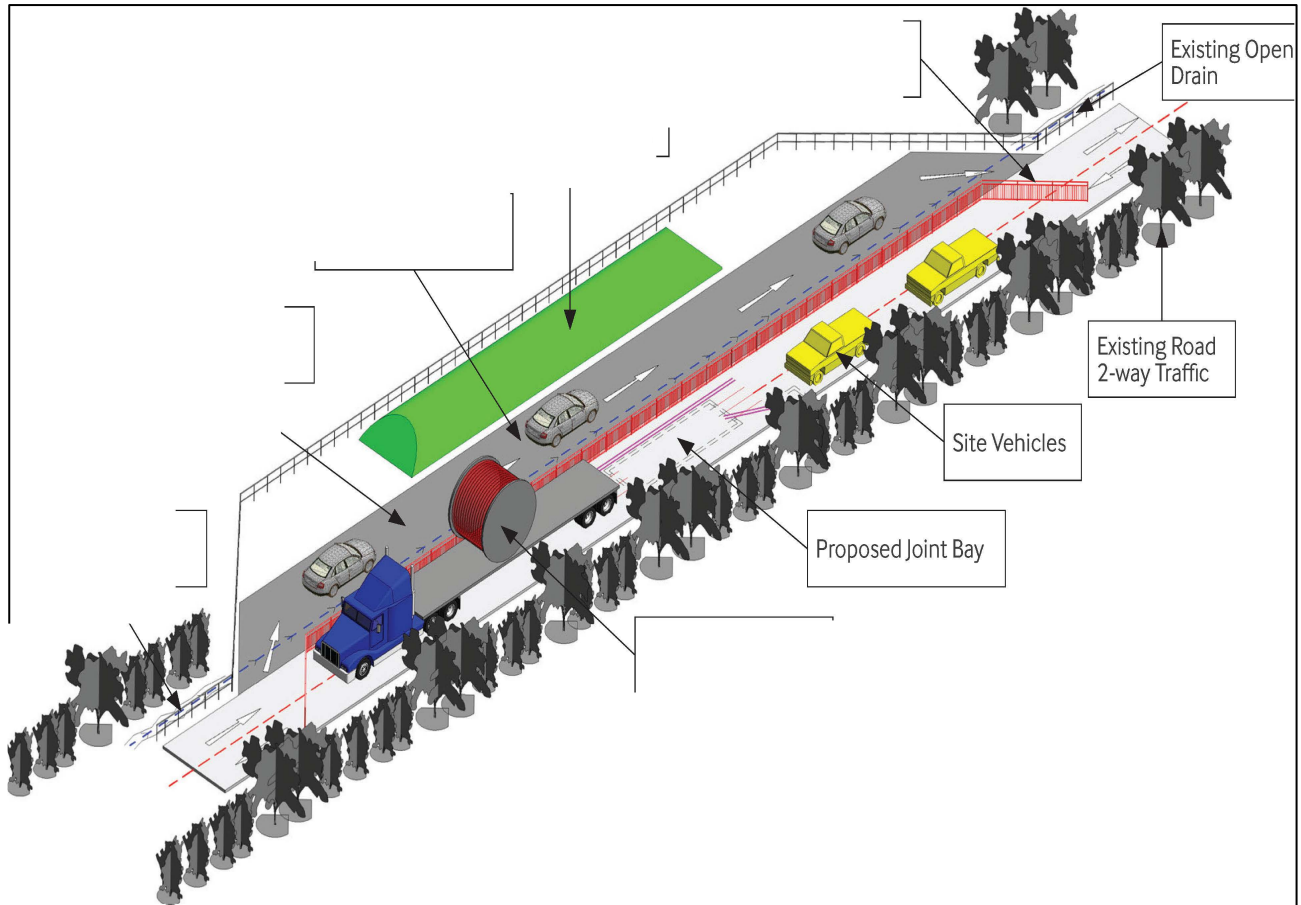 Existing Open
Drain
Existing Road
2-way Traffic
Site Vehicles
Proposed Joint Bay